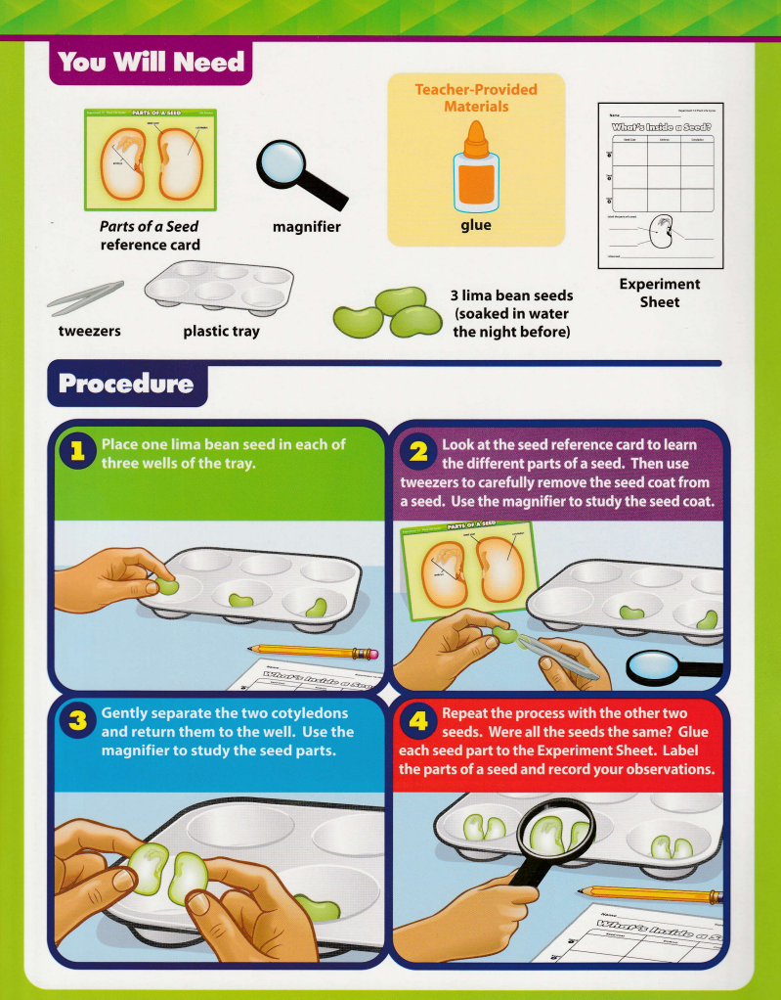 You Will Need
PARTS OF A SEED
Parts of a Seed
reference card
magnifier
Teacher-Provided
Materials
glue
Name
What's Inside a Seed?
Experiment
Sheet
tweezers
plastic tray
3 lima bean seeds
(soaked in water
the night before)
Procedure
1 Place one lima bean seed in each of
three wells of the tray.
2 Look at the seed reference card to learn
the different parts of a seed. Then use
tweezers to carefully remove the seed coat from
a seed. Use the magnifier to study the seed coat.
PARTS OF A SEED
Name
What's Inside a See
3 Gently separate the two cotyledons
and return them to the well. Use the
magnifier to study the seed parts.
4 Repeat the process with the other two
seeds. Were all the seeds the same? Glue
each seed part to the Experiment Sheet. Label
the parts of a seed and record your observations.
Name
What's Inside a Se